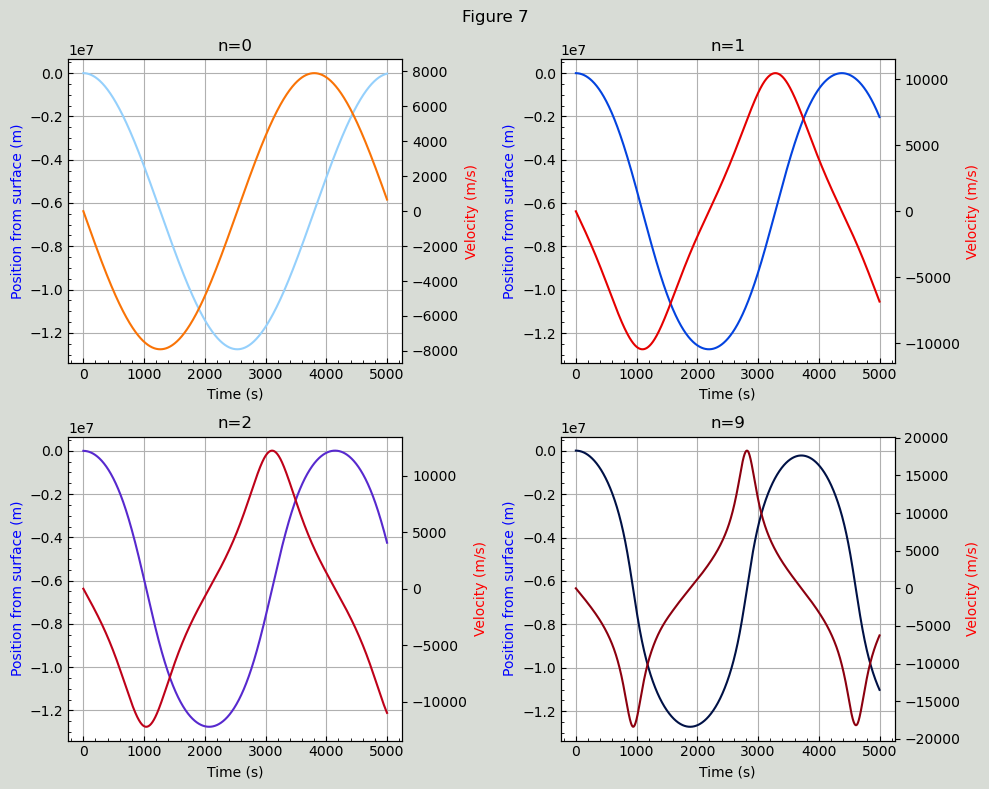 Figure 7
n=0
1e7
0.0
−0.2
−0.4
−0.6
−0.8
−1.0
−1.2
Position from surface (m)
0 1000 2000 3000 4000 5000
Time (s)
8000
6000
4000
2000
0
−2000
−4000
−6000
−8000
Velocity (m/s)
n=1
1e7
0.0
−0.2
−0.4
−0.6
−0.8
−1.0
−1.2
Position from surface (m)
0 1000 2000 3000 4000 5000
Time (s)
10000
5000
0
−5000
−10000
Velocity (m/s)
n=2
1e7
0.0
−0.2
−0.4
−0.6
−0.8
−1.0
−1.2
Position from surface (m)
0 1000 2000 3000 4000 5000
Time (s)
10000
5000
0
−5000
−10000
Velocity (m/s)
n=9
1e7
0.0
−0.2
−0.4
−0.6
−0.8
−1.0
−1.2
Position from surface (m)
0 1000 2000 3000 4000 5000
Time (s)
20000
15000
10000
5000
0
−5000
−10000
−15000
−20000
Velocity (m/s)